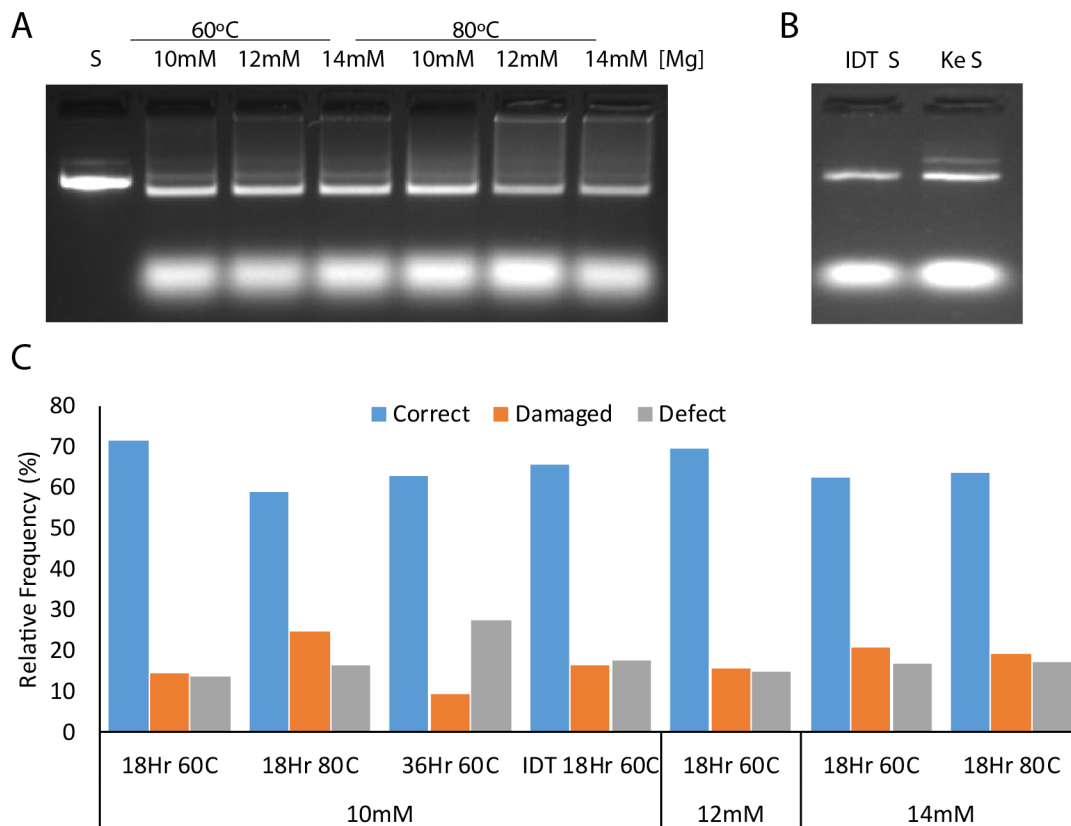 A
60ºC
80ºC
S 10mM 12mM 14mM 10mM 12mM 14mM [Mg]
B
IDT S Ke S
C
Relative Frequency (%)
80
70
60
50
40
30
20
10
0
Correct Damaged Defect
18Hr 60C 18Hr 80C 36Hr 60C IDT 18Hr 60C 18Hr 60C 18Hr 60C 18Hr 80C
10mM 12mM 14mM